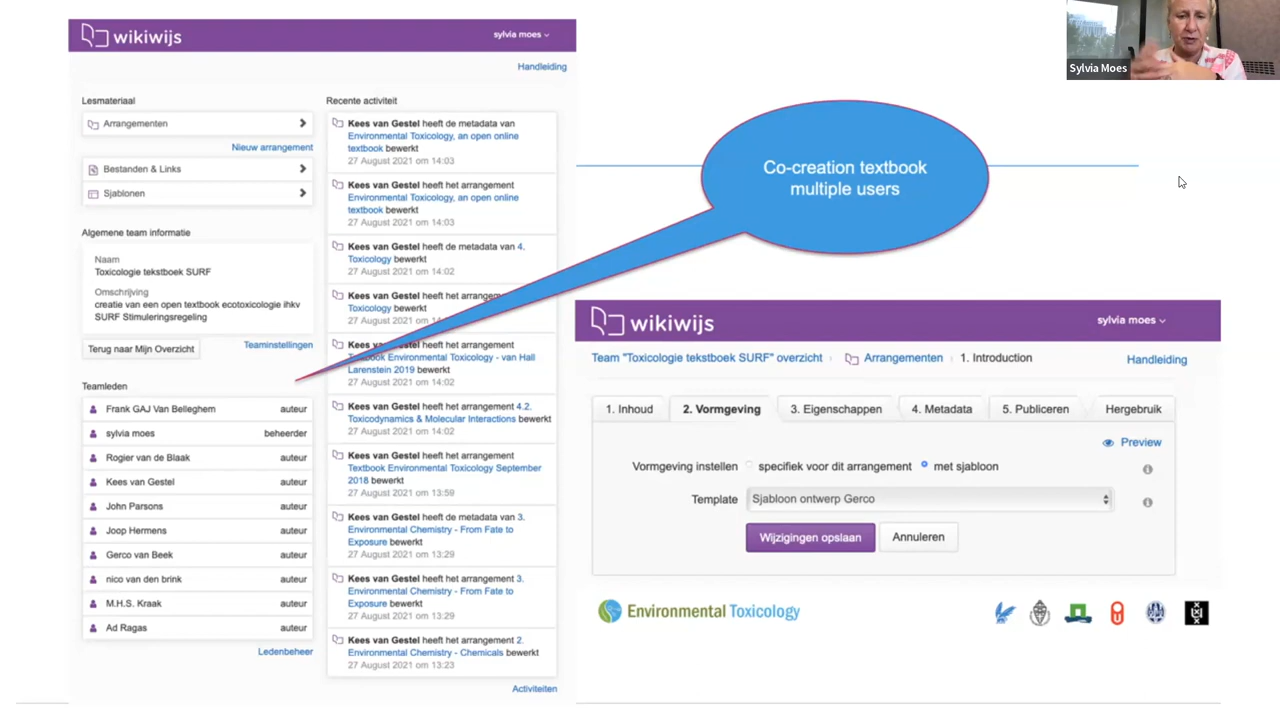 wikiwijs
sylvia moes
Handleiding
Lesmateriaal
Arrangementen
Nieuw arrangement
Bestanden & Links
Sjablonen
Algemene team informatie
Naam
Toxicologie tekstboek SURF
Omschrijving
creatie van een open textbook ecotoxicologie ihkv
SURF Stimuleringsregeling
Terug naar Mijn Overzicht
Teaminstellingen
Teamleden
Frank GAJ Van Belleghem auteur
sylvia moes beheerder
Rogier van de Blaak auteur
Kees van Gestel auteur
John Parsons auteur
Joop Hermens auteur
Gerco van Beek auteur
nico van den brink auteur
M.H.S. Kraak auteur
Ad Ragas auteur
Ledenbeheer
Recente activiteit
Kees van Gestel heeft de metadata van
Environmental Toxicology, an open online
textbook bewerkt
27 August 2021 om 14:03
Kees van Gestel heeft het arrangement
Environmental Toxicology, an open online
textbook bewerkt
27 August 2021 om 14:03
Kees van Gestel heeft de metadata van 4.
Toxicology bewerkt
27 August 2021 om 14:02
Kees van Gestel heeft het
Toxicology bewerkt
27 August 2021 om
Kees van Gestel heeft het arrangement
Textbook Environmental Toxicology - van Hall
Larenstein 2019 bewerkt
27 August 2021 om 14:02
Kees van Gestel heeft het arrangement 4.2.
Toxicodynamics & Molecular Interactions bewerkt
27 August 2021 om 14:02
Kees van Gestel heeft het arrangement
Textbook Environmental Toxicology September
2018 bewerkt
27 August 2021 om 13:59
Kees van Gestel heeft de metadata van 3.
Environmental Chemistry - From Fate to
Exposure bewerkt
27 August 2021 om 13:29
Kees van Gestel heeft het arrangement 3.
Environmental Chemistry - From Fate to
Exposure bewerkt
27 August 2021 om 13:29
Kees van Gestel heeft het arrangement 2.
Environmental Chemistry - Chemicals bewerkt
27 August 2021 om 13:23
Activiteiten
Co-creation textbook
multiple users
Sylvia Moes
wikiwijs
sylvia moes
Team "Toxicologie tekstboek SURF" overzicht Arrangementen 1. Introduction
Handleiding
1. Inhoud 2. Vormgeving 3. Eigenschappen 4. Metadata 5. Publiceren Hergebruik
Preview
Vormgeving instellen specifiek voor dit arrangement met sjabloon
Template Sjabloon ontwerp Gerco
Wijzigingen opslaan Annuleren
Environmental Toxicology